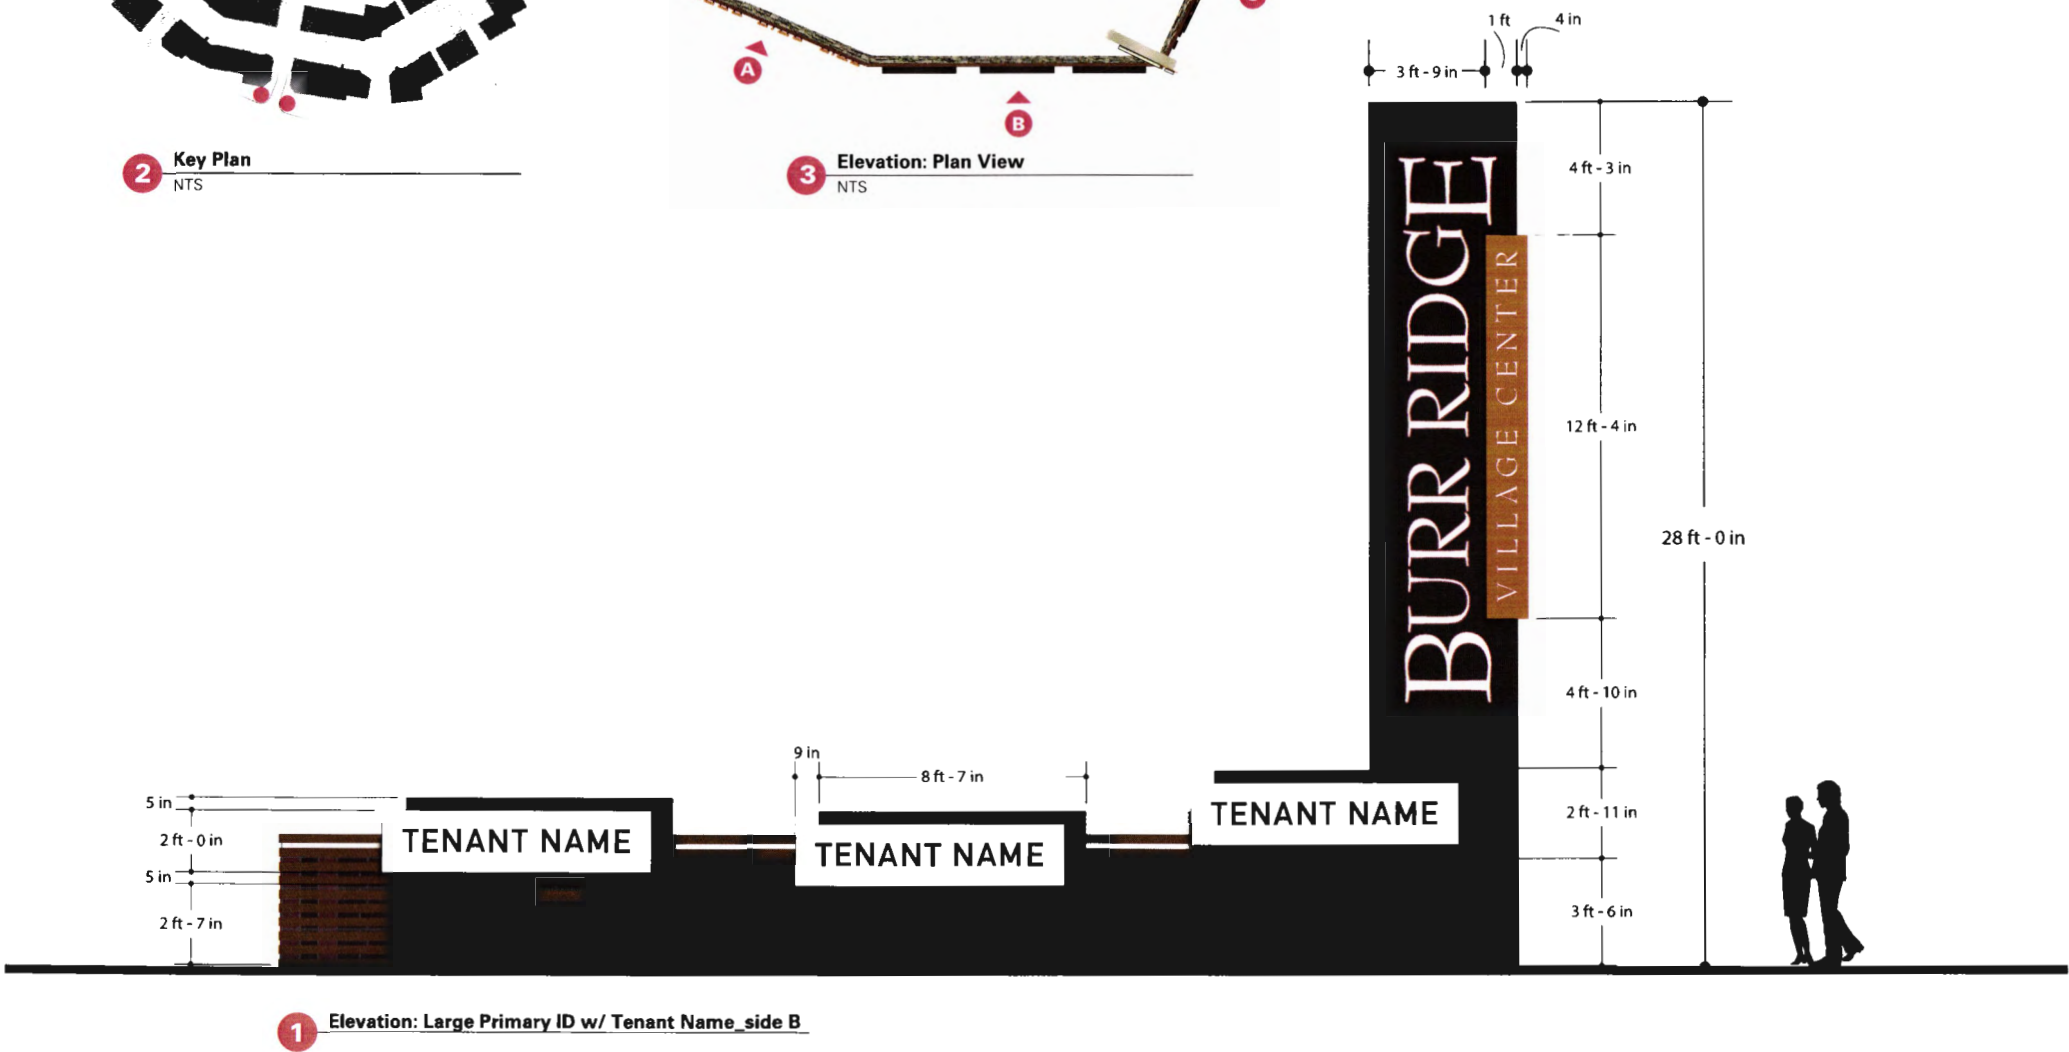 1 ft
4 in
3 ft - 9 in
A
B
2
Key Plan
NTS
3
Elevation: Plan View
NTS
4 ft - 3 in
BURR RIDGE
VILLAGE CENTER
12 ft - 4 in
28 ft - 0 in
4 ft - 10 in
9 in
8 ft - 7 in
5 in
2 ft - 0 in
5 in
2 ft - 7 in
TENANT NAME
TENANT NAME
TENANT NAME
2 ft - 11 in
3 ft - 6 in
1
Elevation: Large Primary ID w/ Tenant Name_side B